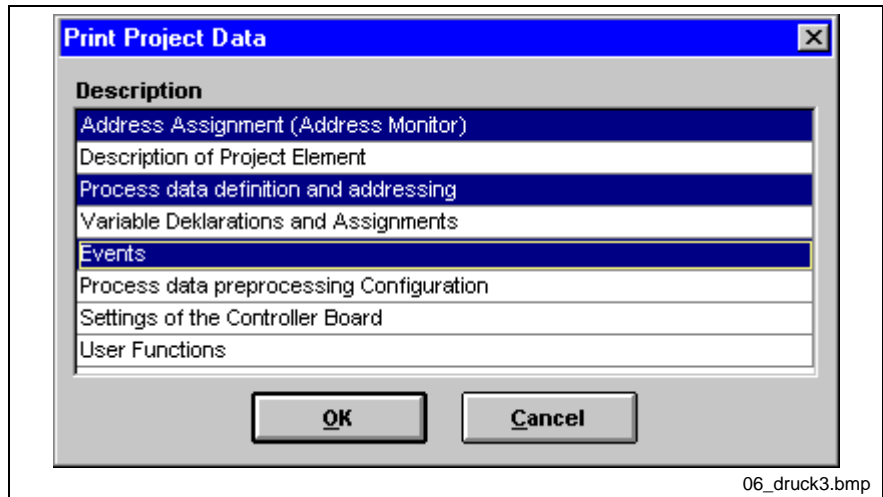 Print Project Data
Description
Address Assignment (Address Monitor)
Description of Project Element
Process data definition and addressing
Variable Deklarations and Assignments
Events
Process data preprocessing Configuration
Settings of the Controller Board
User Functions
OK Cancel
06_druck3.bmp